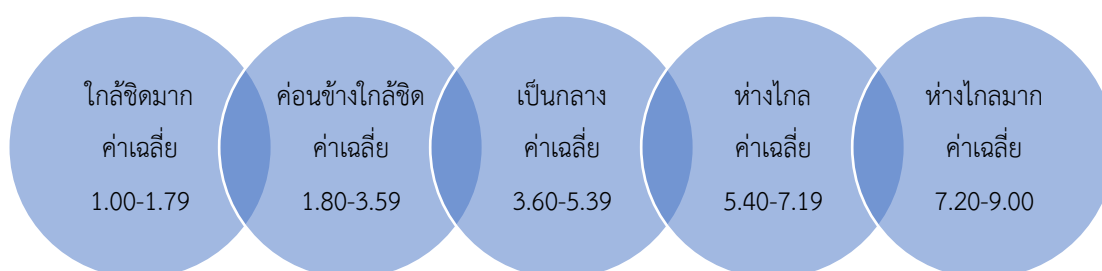 ใกล้ชิดมาก
ค่าเฉลี่ย
1.00-1.79
ค่อนข้างใกล้ชิด
ค่าเฉลี่ย
1.80-3.59
เป็นกลาง
ค่าเฉลี่ย
3.60-5.39
ห่างไกล
ค่าเฉลี่ย
5.40-7.19
ห่างไกลมาก
ค่าเฉลี่ย
7.20-9.00